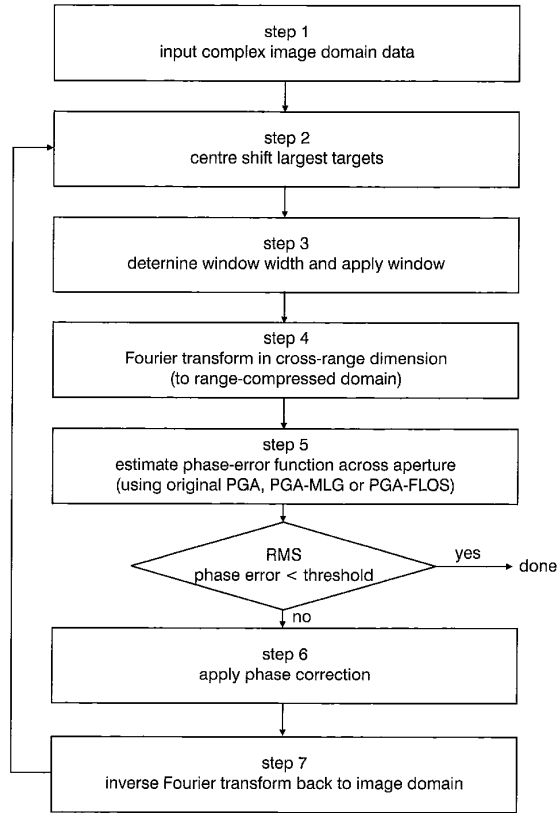 step 1
input complex image domain data
step 2
centre shift largest targets
step 3
deternine window width and apply window
step 4
Fourier transform in cross-range dimension
(to range-compressed domain)
step 5
estimate phase-error function across aperture
(using original PGA, PGA-MLG or PGA-FLOS)
RMS
phase error < threshold
yes
done
no
step 6
apply phase correction
step 7
inverse Fourier transform back to image domain